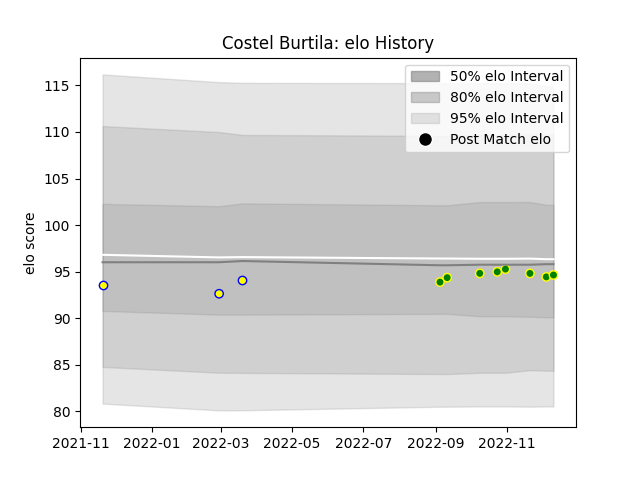 Costel Burtila: elo History
50% elo Interval
80% elo Interval
95% elo Interval
Post Match elo
elo score
115
110
105
100
95
90
85
80
2021-11 2022-01 2022-03 2022-05 2022-07 2022-09 2022-11